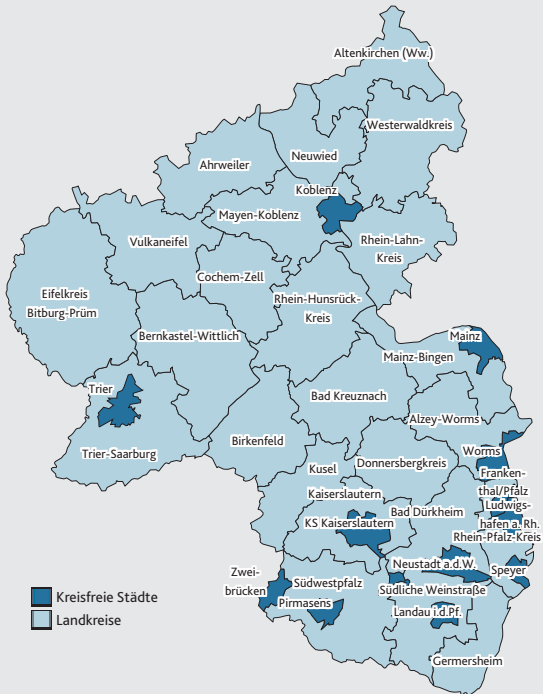 Altenkirchen (Ww.)
Westerwaldkreis
Neuwied
Ahrweiler
Koblenz
Mayen-Koblenz
Rhein-Lahn-
Kreis
Vulkaneifel
Cochem-Zell
Eifelkreis
Bitburg-Prüm
Rhein-Hunsrück-
Kreis
Bernkastel-Wittlich
Mainz
Mainz-Bingen
Trier
Bad Kreuznach
Alzey-Worms
Birkenfeld
Trier-Saarburg
Worms
Donnersbergkreis
Kusel
Franken-
thal/Pfalz
Kaiserslautern
Ludwigs-
hafen a. Rh.
Bad Dürkheim
KS Kaiserslautern
Rhein-Pfalz-Kreis
Neustadt a.d.W.
Speyer
Zwei-
brücken
Südwestpfalz
Südliche Weinstraße
Pirmasens
Landau i.d.Pf.
Germersheim
Kreisfreie Städte
Landkreise